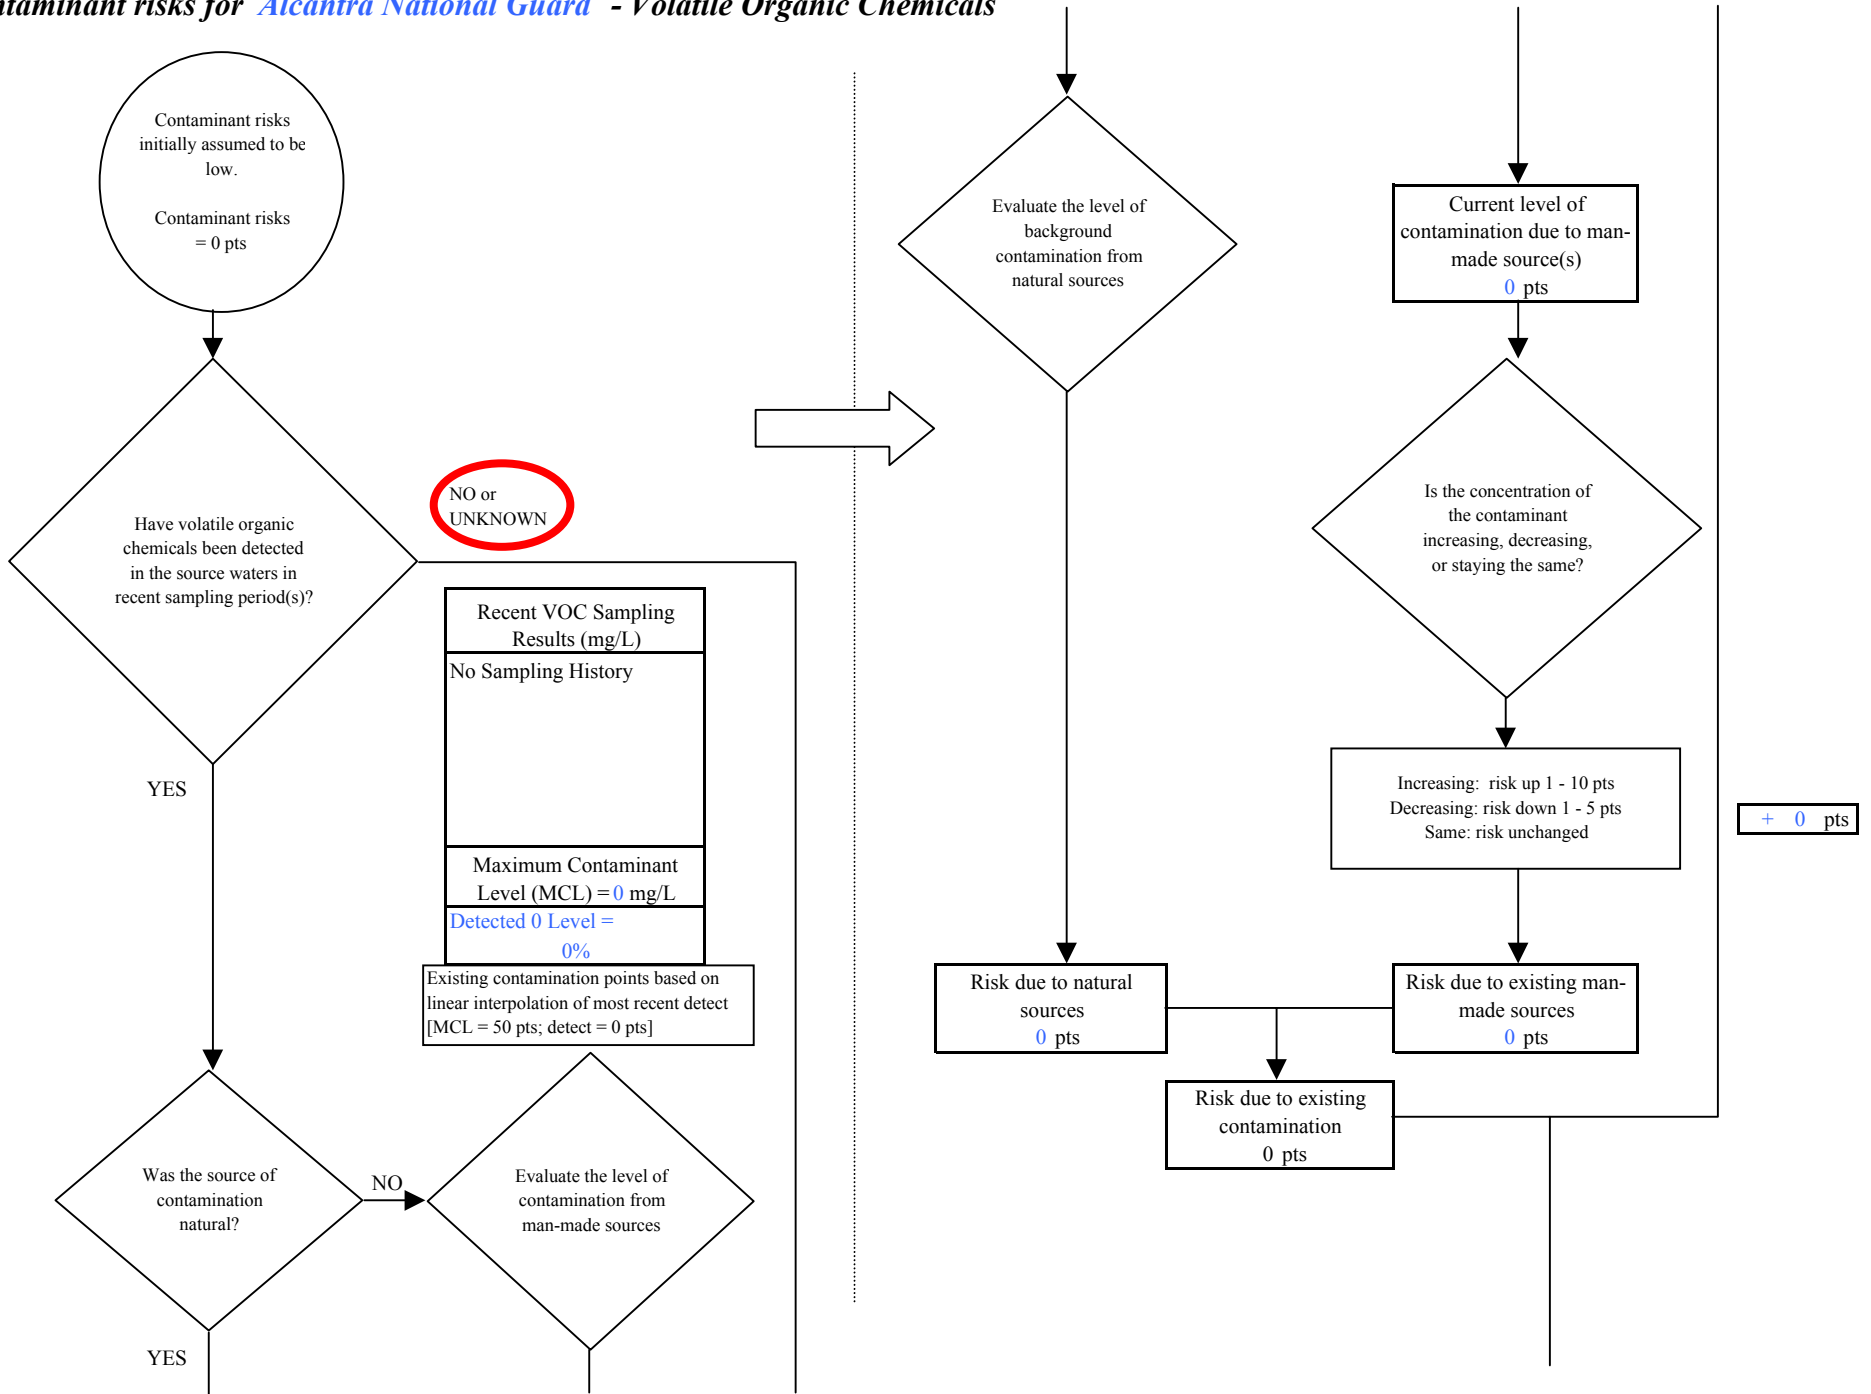 ntaminant risks for Alcantra National Guard - Volatile Organic Chemicals
Contaminant risks
initially assumed to be
low.
Contaminant risks
= 0 pts
Have volatile organic
chemicals been detected
in the source waters in
recent sampling period(s)?
NO or
UNKNOWN
YES
Recent VOC Sampling
Results (mg/L)
No Sampling History
Maximum Contaminant
Level (MCL) = 0 mg/L
Detected 0 Level =
0%
Existing contamination points based on
linear interpolation of most recent detect
[MCL = 50 pts; detect = 0 pts]
Was the source of
contamination
natural?
NO
Evaluate the level of
contamination from
man-made sources
YES
Evaluate the level of
background
contamination from
natural sources
Current level of
contamination due to man-
made source(s)
0 pts
Is the concentration of
the contaminant
increasing, decreasing,
or staying the same?
Increasing: risk up 1 - 10 pts
Decreasing: risk down 1 - 5 pts
Same: risk unchanged
+ 0 pts
Risk due to natural
sources
0 pts
Risk due to existing man-
made sources
0 pts
Risk due to existing
contamination
0 pts